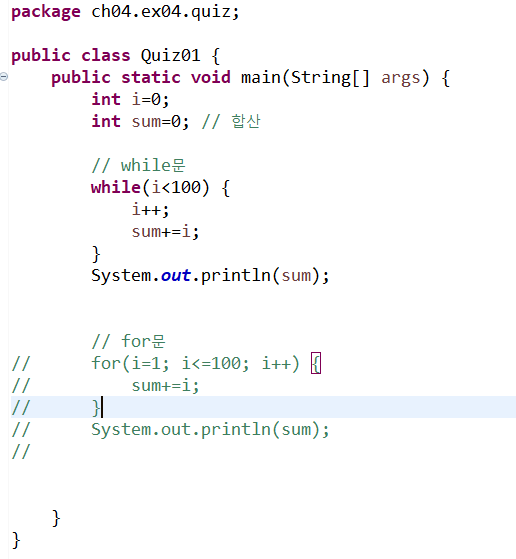 package ch04.ex04.quiz;
public class Quiz01 {
public static void main(String[] args) {
int i=0;
int sum=0; // 합산
// while문
while(i<100) {
i++;
sum+=i;
}
System.out.println(sum);
// for문
// for(i=1; i<=100; i++) {
// sum+=i;
// }
// System.out.println(sum);
//
}
}